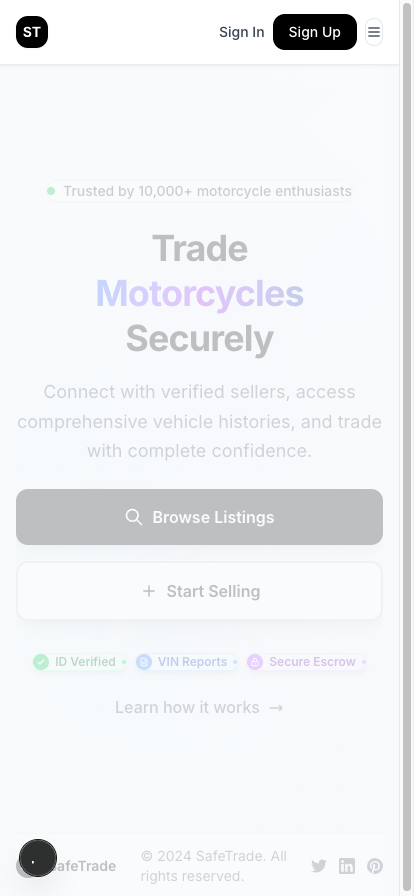 ST
Sign In
Sign Up
Trusted by 10,000+ motorcycle enthusiasts
Trade
Motorcycles
Securely
Connect with verified sellers, access
comprehensive vehicle histories, and trade
with complete confidence.
Browse Listings
+ Start Selling
ID Verified
VIN Reports
Secure Escrow
Learn how it works →
SafeTrade
© 2024 SafeTrade. All
rights reserved.